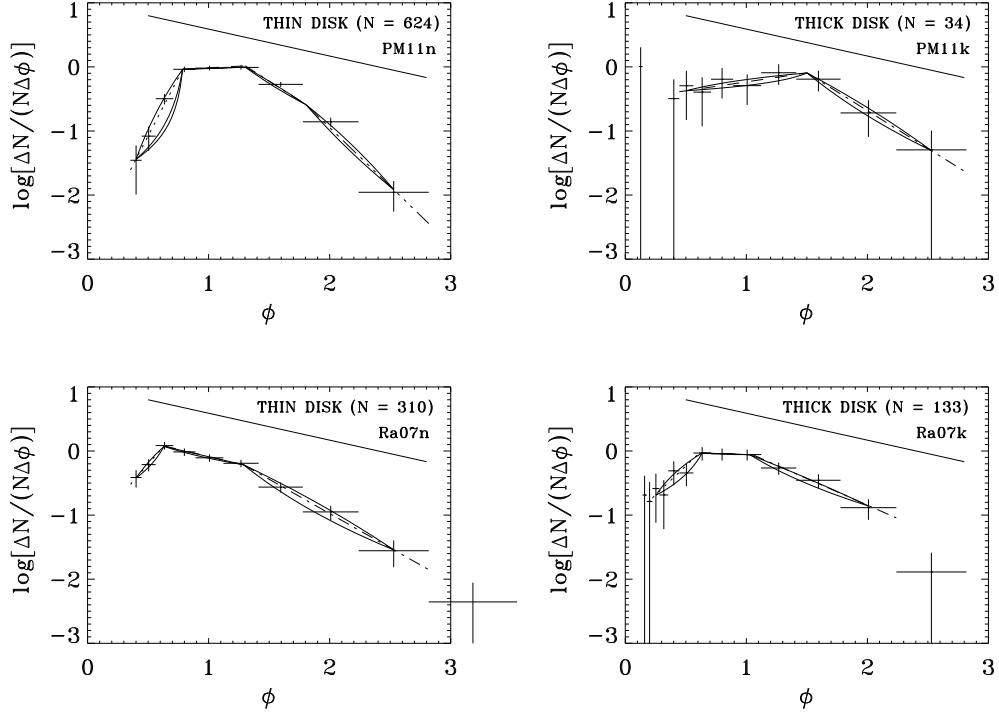 THIN DISK (N = 624)
PM11n
log[ΔN/(NΔϕ)]
1
0
−1
−2
−3
0 1 2 3
ϕ
THICK DISK (N = 34)
PM11k
log[ΔN/(NΔϕ)]
1
0
−1
−2
−3
0 1 2 3
ϕ
THIN DISK (N = 310)
Ra07n
log[ΔN/(NΔϕ)]
1
0
−1
−2
−3
0 1 2 3
ϕ
THICK DISK (N = 133)
Ra07k
log[ΔN/(NΔϕ)]
1
0
−1
−2
−3
0 1 2 3
ϕ